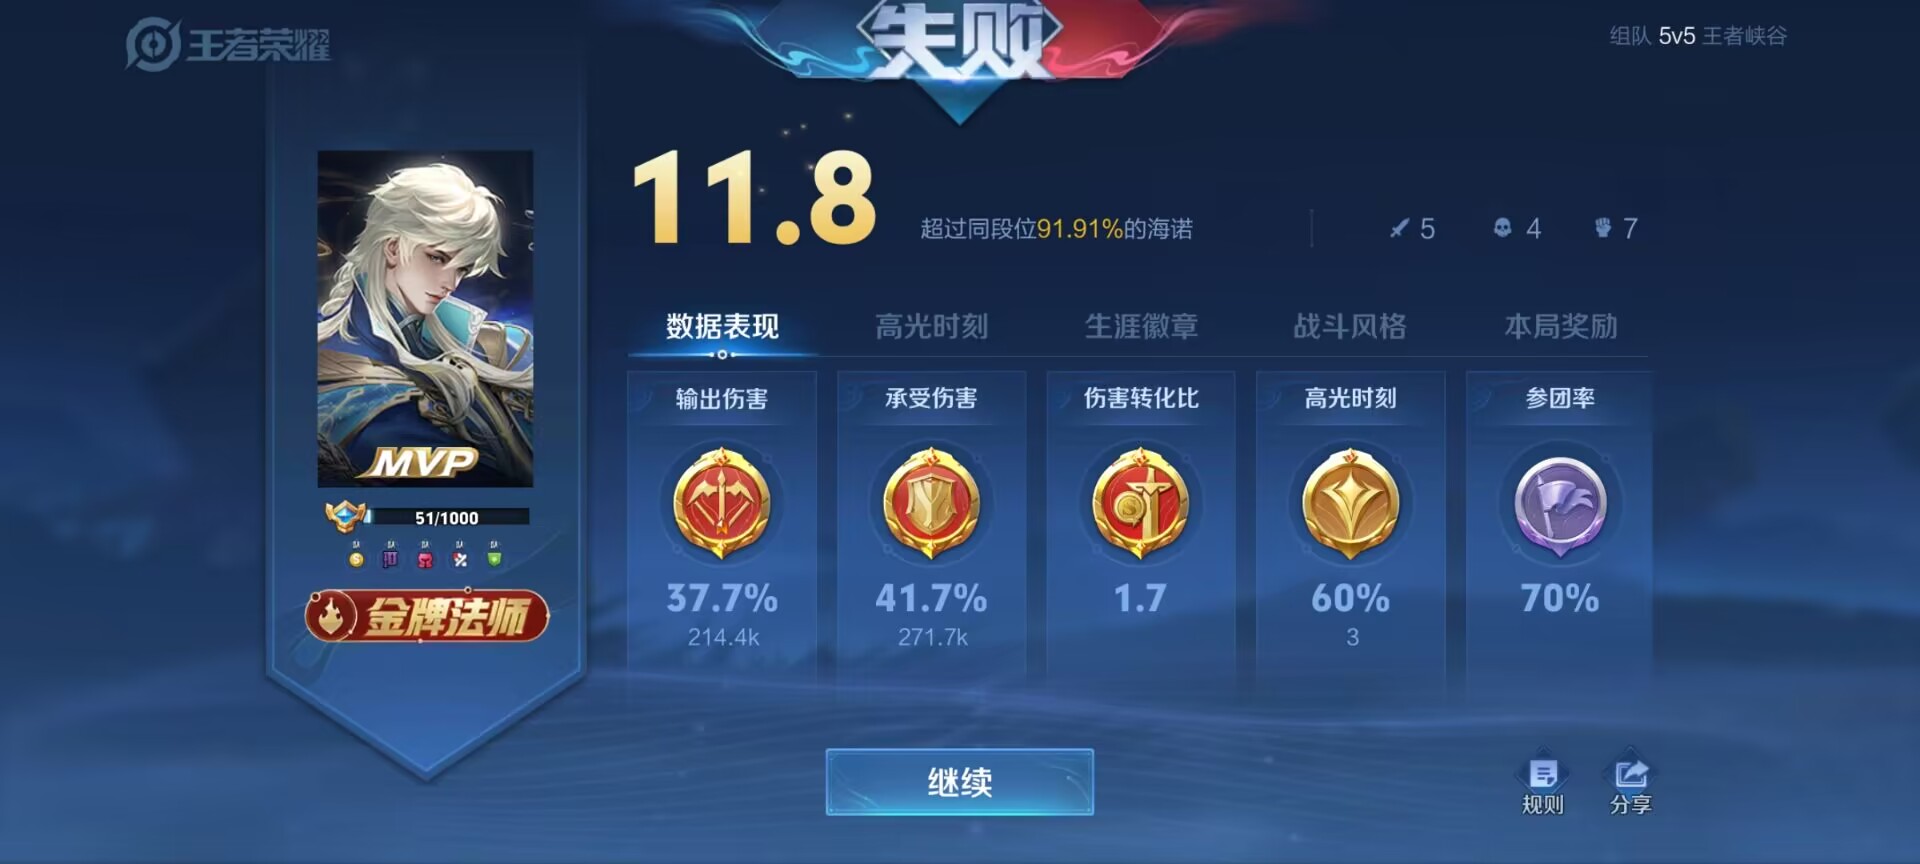 王者荣耀
失败
组队 5v5 王者峡谷
11.8
超过同段位91.91%的海诺
5
4
7
数据表现
高光时刻
生涯徽章
战斗风格
本局奖励
MVP
51/1000
金牌法师
输出伤害
37.7%
214.4k
承受伤害
41.7%
271.7k
伤害转化比
1.7
高光时刻
60%
3
参团率
70%
继续
规则
分享